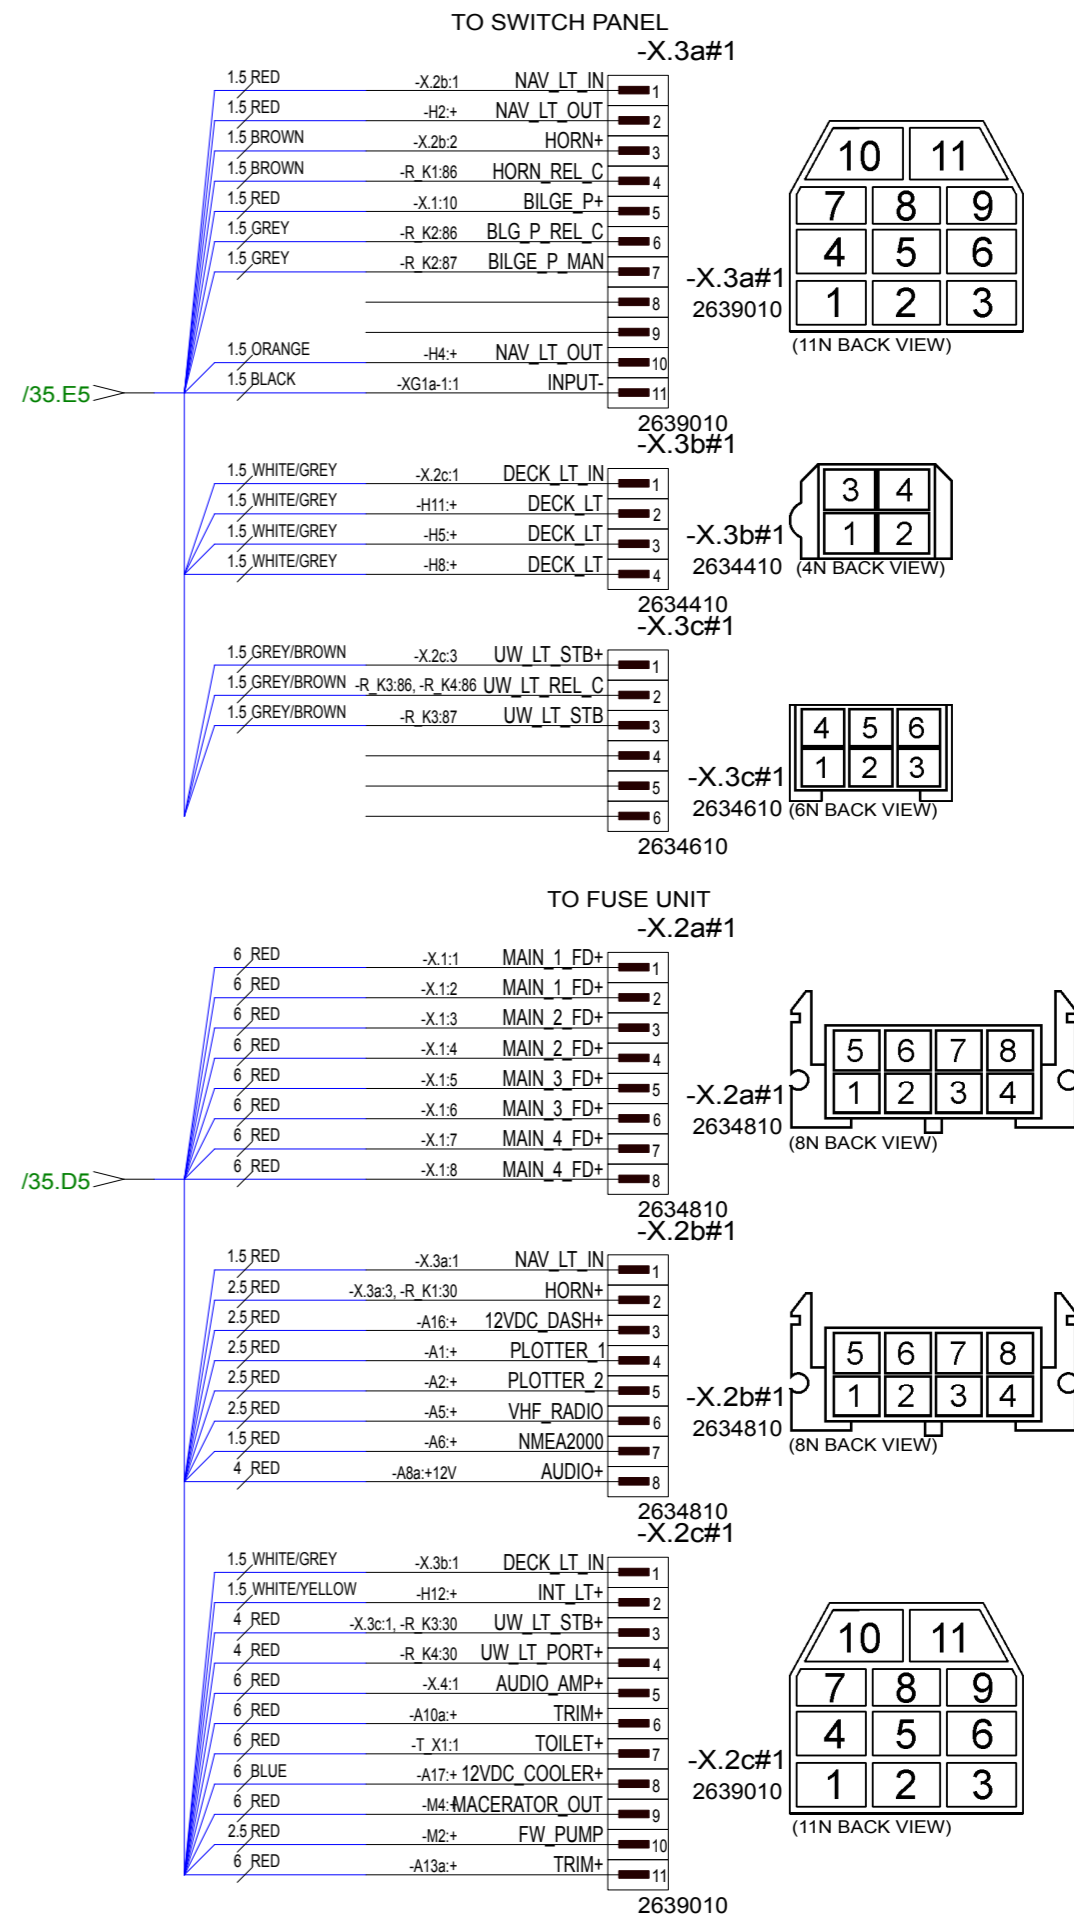 TO SWITCH PANEL
-X.3a#1
1.5 RED -X.2b:1 NAV_LT_IN 1
1.5 RED -H2:+ NAV_LT_OUT 2
1.5 BROWN -X.2b:2 HORN+ 3
1.5 BROWN -R_K1:86 HORN_REL_C 4
1.5 RED -X.1:10 BILGE_P+ 5
1.5 GREY -R_K2:86 BLG_P_REL_C 6
1.5 GREY -R_K2:87 BILGE_P_MAN 7
8
9
1.5 ORANGE -H4:+ NAV_LT_OUT 10
1.5 BLACK -XG1a-1:1 INPUT- 11
/35.E5
2639010
10 11
7 8 9
4 5 6
1 2 3
-X.3a#1
2639010
(11N BACK VIEW)
-X.3b#1
1.5 WHITE/GREY -X.2c:1 DECK_LT_IN 1
1.5 WHITE/GREY -H11:+ DECK_LT 2
1.5 WHITE/GREY -H5:+ DECK_LT 3
1.5 WHITE/GREY -H8:+ DECK_LT 4
2634410
3 4
1 2
-X.3b#1
2634410
(4N BACK VIEW)
-X.3c#1
1.5 GREY/BROWN -X.2c:3 UW_LT_STB+ 1
1.5 GREY/BROWN -R_K3:86, -R_K4:86 UW_LT_REL_C 2
1.5 GREY/BROWN -R_K3:87 UW_LT_STB 3
4
5
6
2634610
4 5 6
1 2 3
-X.3c#1
2634610
(6N BACK VIEW)
TO FUSE UNIT
-X.2a#1
6 RED -X.1:1 MAIN_1_FD+ 1
6 RED -X.1:2 MAIN_1_FD+ 2
6 RED -X.1:3 MAIN_2_FD+ 3
6 RED -X.1:4 MAIN_2_FD+ 4
6 RED -X.1:5 MAIN_3_FD+ 5
6 RED -X.1:6 MAIN_3_FD+ 6
6 RED -X.1:7 MAIN_4_FD+ 7
6 RED -X.1:8 MAIN_4_FD+ 8
/35.D5
2634810
5 6 7 8
1 2 3 4
-X.2a#1
2634810
(8N BACK VIEW)
-X.2b#1
1.5 RED -X.3a:1 NAV_LT_IN 1
2.5 RED -X.3a:3, -R_K1:30 HORN+ 2
2.5 RED -A16:+ 12VDC_DASH+ 3
2.5 RED -A1:+ PLOTTER_1 4
2.5 RED -A2:+ PLOTTER_2 5
2.5 RED -A5:+ VHF_RADIO 6
1.5 RED -A6:+ NMEA2000 7
4 RED -A8a:+12V AUDIO+ 8
2634810
5 6 7 8
1 2 3 4
-X.2b#1
2634810
(8N BACK VIEW)
-X.2c#1
1.5 WHITE/GREY -X.3b:1 DECK_LT_IN 1
1.5 WHITE/YELLOW -H12:+ INT_LT+ 2
4 RED -X.3c:1, -R_K3:30 UW_LT_STB+ 3
4 RED -R_K4:30 UW_LT_PORT+ 4
6 RED -X.4:1 AUDIO_AMP+ 5
6 RED -A10a:+ TRIM+ 6
6 RED -T_X1:1 TOILET+ 7
6 BLUE -A17:+ 12VDC_COOLER+ 8
6 RED -M4:+ MACERATOR_OUT 9
2.5 RED -M2:+ FW_PUMP 10
6 RED -A13a:+ TRIM+ 11
2639010
10 11
7 8 9
4 5 6
1 2 3
-X.2c#1
2639010
(11N BACK VIEW)